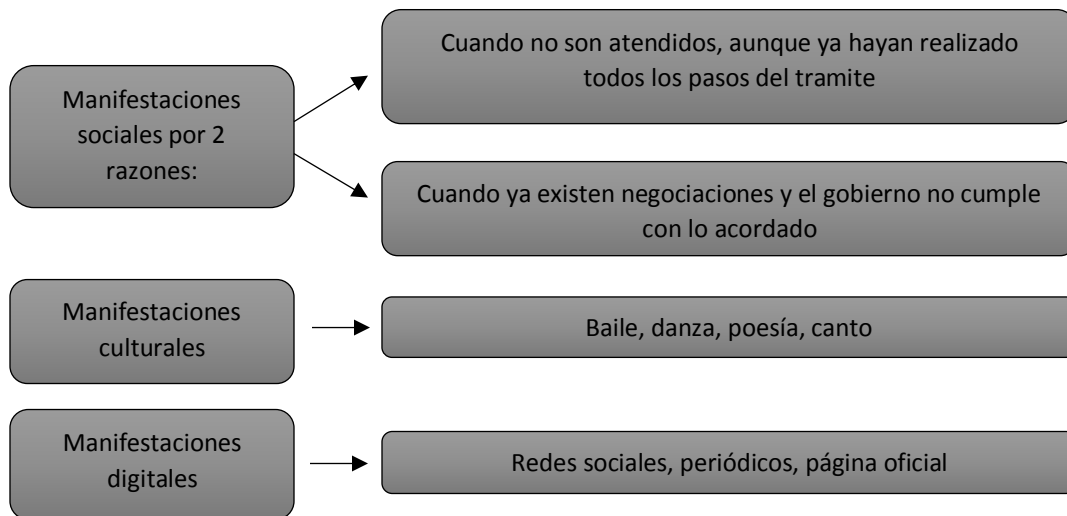 Manifestaciones
sociales por 2
razones:
Cuando no son atendidos, aunque ya hayan realizado
todos los pasos del tramite
Cuando ya existen negociaciones y el gobierno no cumple
con lo acordado
Manifestaciones
culturales
Baile, danza, poesía, canto
Manifestaciones
digitales
Redes sociales, periódicos, página oficial